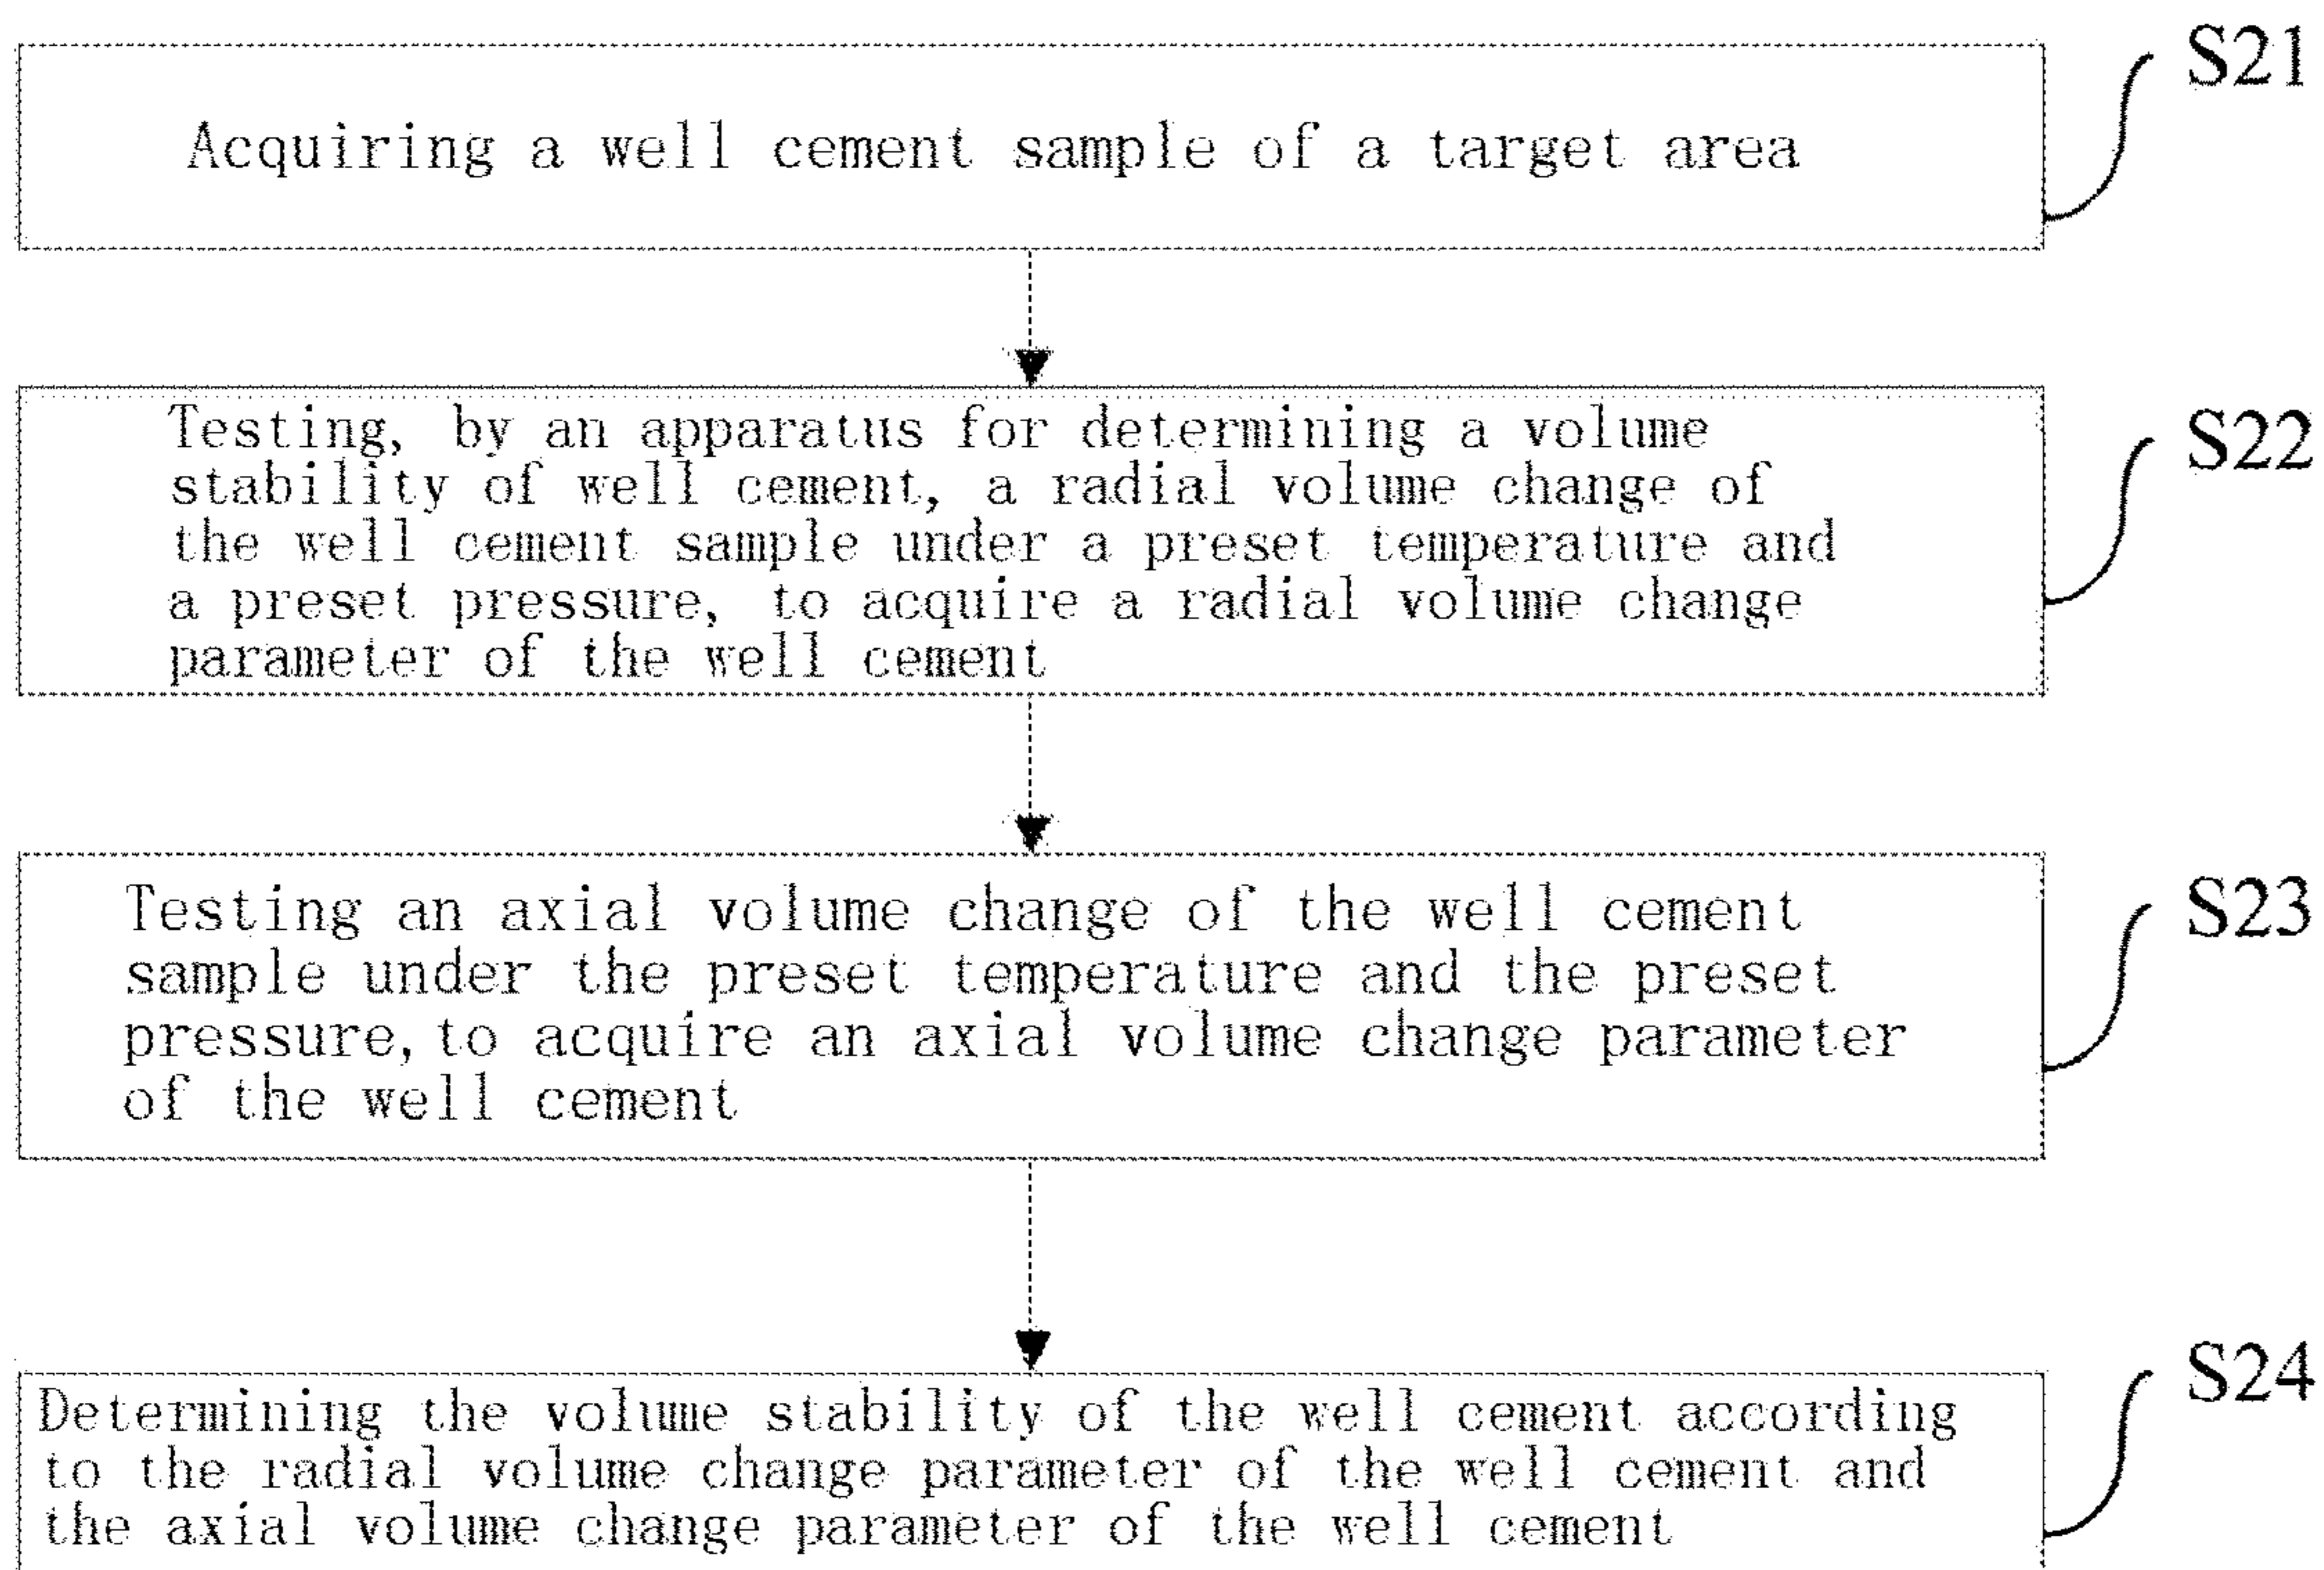 S21
Acquiring a well cement sample of a target area
S22
Testing, by an apparatus for determining a volume
stability of well cement, a radial volume change of
the well cement sample under a preset temperature and
a preset pressure, to acquire a radial volume change
parameter of the well cement
S23
Testing an axial volume change of the well cement
sample under the preset temperature and the preset
pressure, to acquire an axial volume change parameter
of the well cement
S24
Determining the volume stability of the well cement according
to the radial volume change parameter of the well cement and
the axial volume change parameter of the well cement